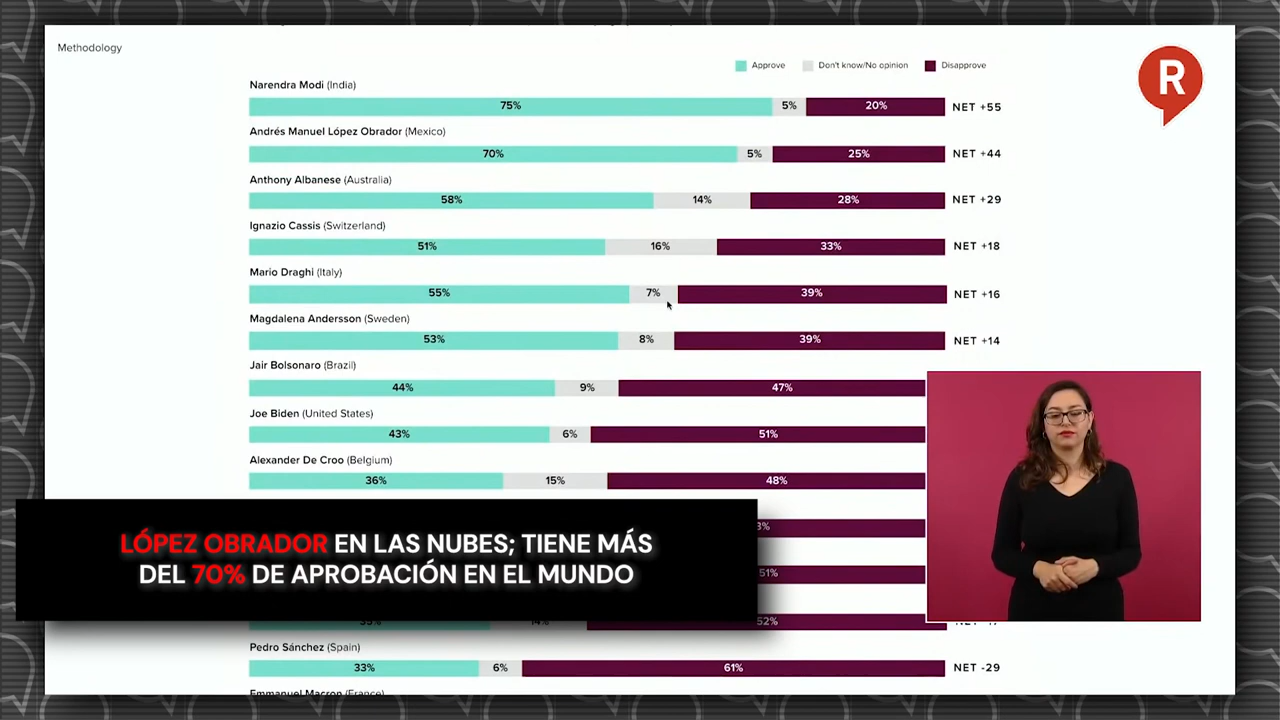 Methodology
Approve
Don't know/No opinion
Disapprove
R
Narendra Modi (India)
75%
5%
20%
NET +55
Andrés Manuel López Obrador (Mexico)
70%
5%
25%
NET +44
Anthony Albanese (Australia)
58%
14%
28%
NET +29
Ignazio Cassis (Switzerland)
51%
16%
33%
NET +18
Mario Draghi (Italy)
55%
7%
39%
NET +16
Magdalena Andersson (Sweden)
53%
8%
39%
NET +14
Jair Bolsonaro (Brazil)
44%
9%
47%
Joe Biden (United States)
43%
6%
51%
Alexander De Croo (Belgium)
36%
15%
48%
LÓPEZ OBRADOR EN LAS NUBES; TIENE MÁS
DEL 70% DE APROBACIÓN EN EL MUNDO
51%
52%
Pedro Sánchez (Spain)
33%
6%
61%
NET -29
Emmanuel Macron (France)